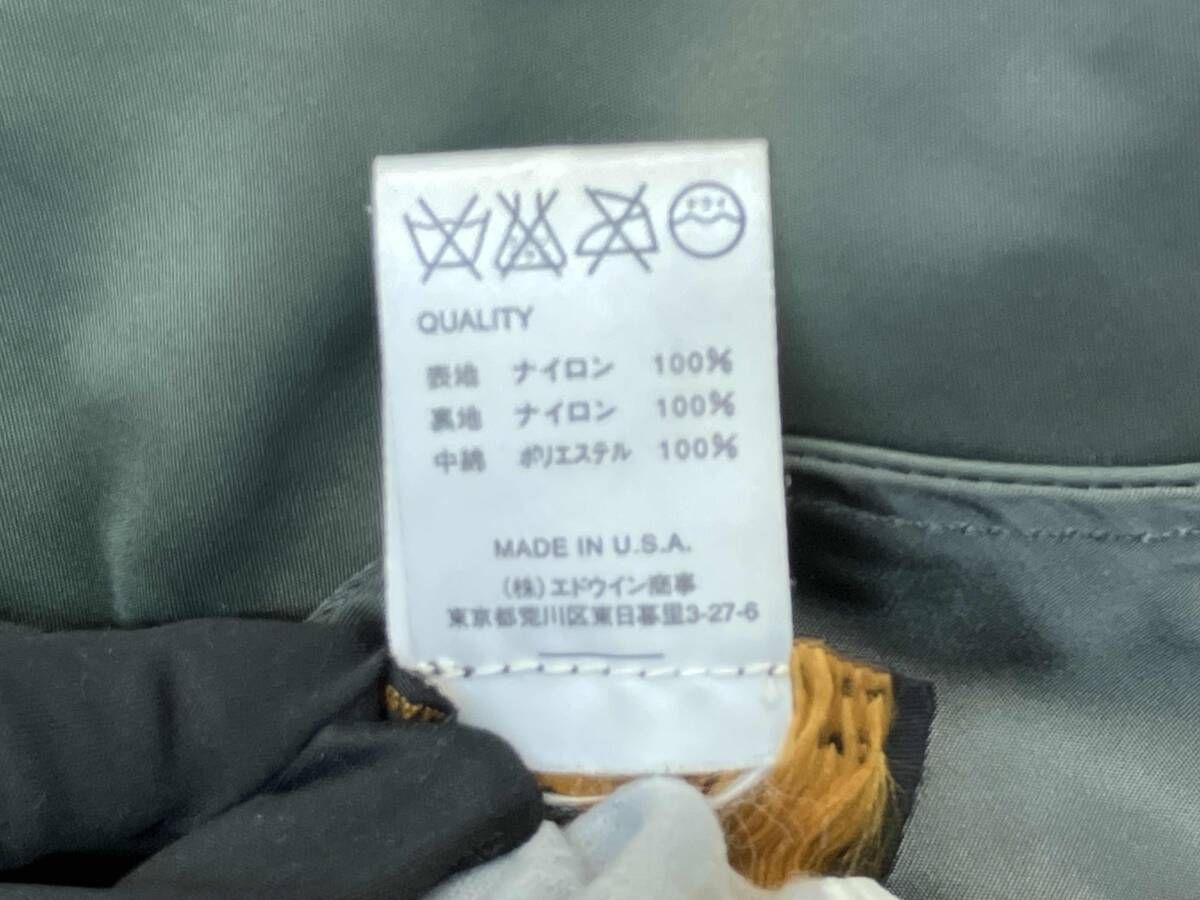 QUALITY
表地 ナイロン 100%
裏地 ナイロン 100%
中綿 ポリエステル 100%
MADE IN U.S.A.
(株)エドウイン商事
東京都荒川区東日暮里3-27-6